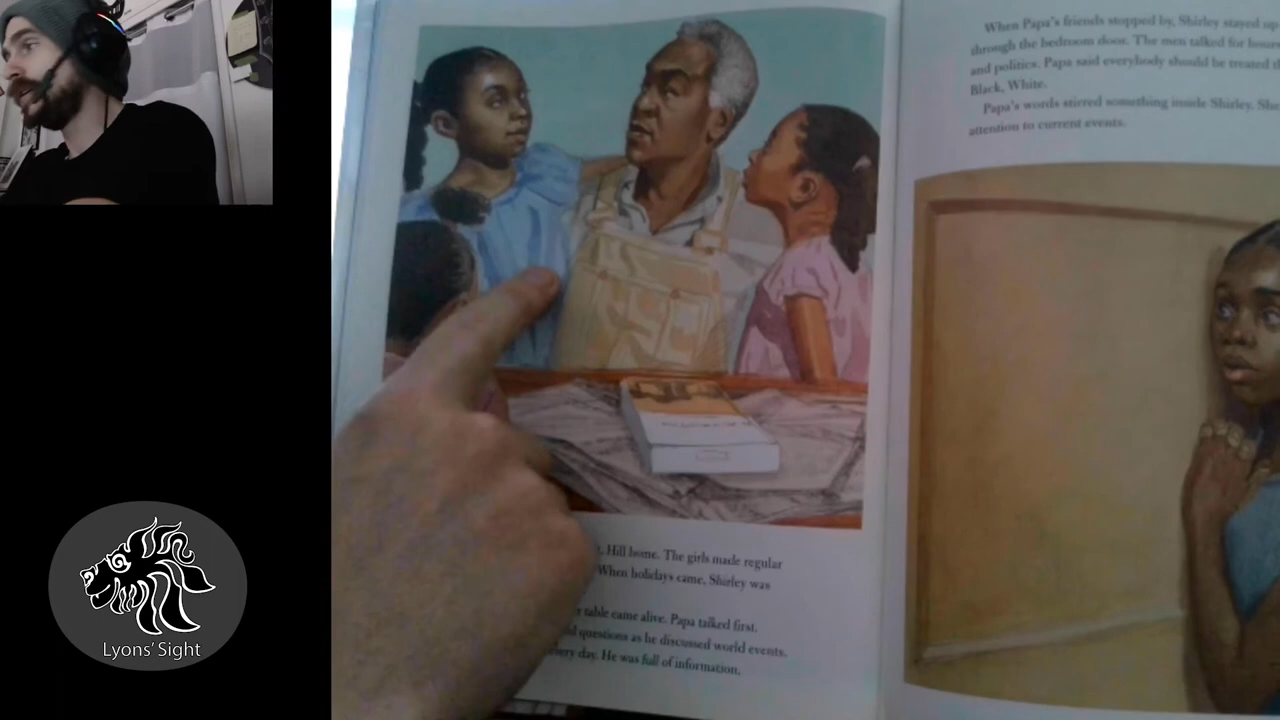 Hill home. The girls made regular
When holidays came, Shirley was
table came alive. Papa talked first.
questions as he discussed world events.
day. He was full of information.
When Papa's friends stopped by, Shirley stayed up
through the bedroom door. The men talked for hours
and politics. Papa said everybody should be treated
Black, White.
Papa's words stirred something inside Shirley. She
attention to current events.
Lyons' Sight